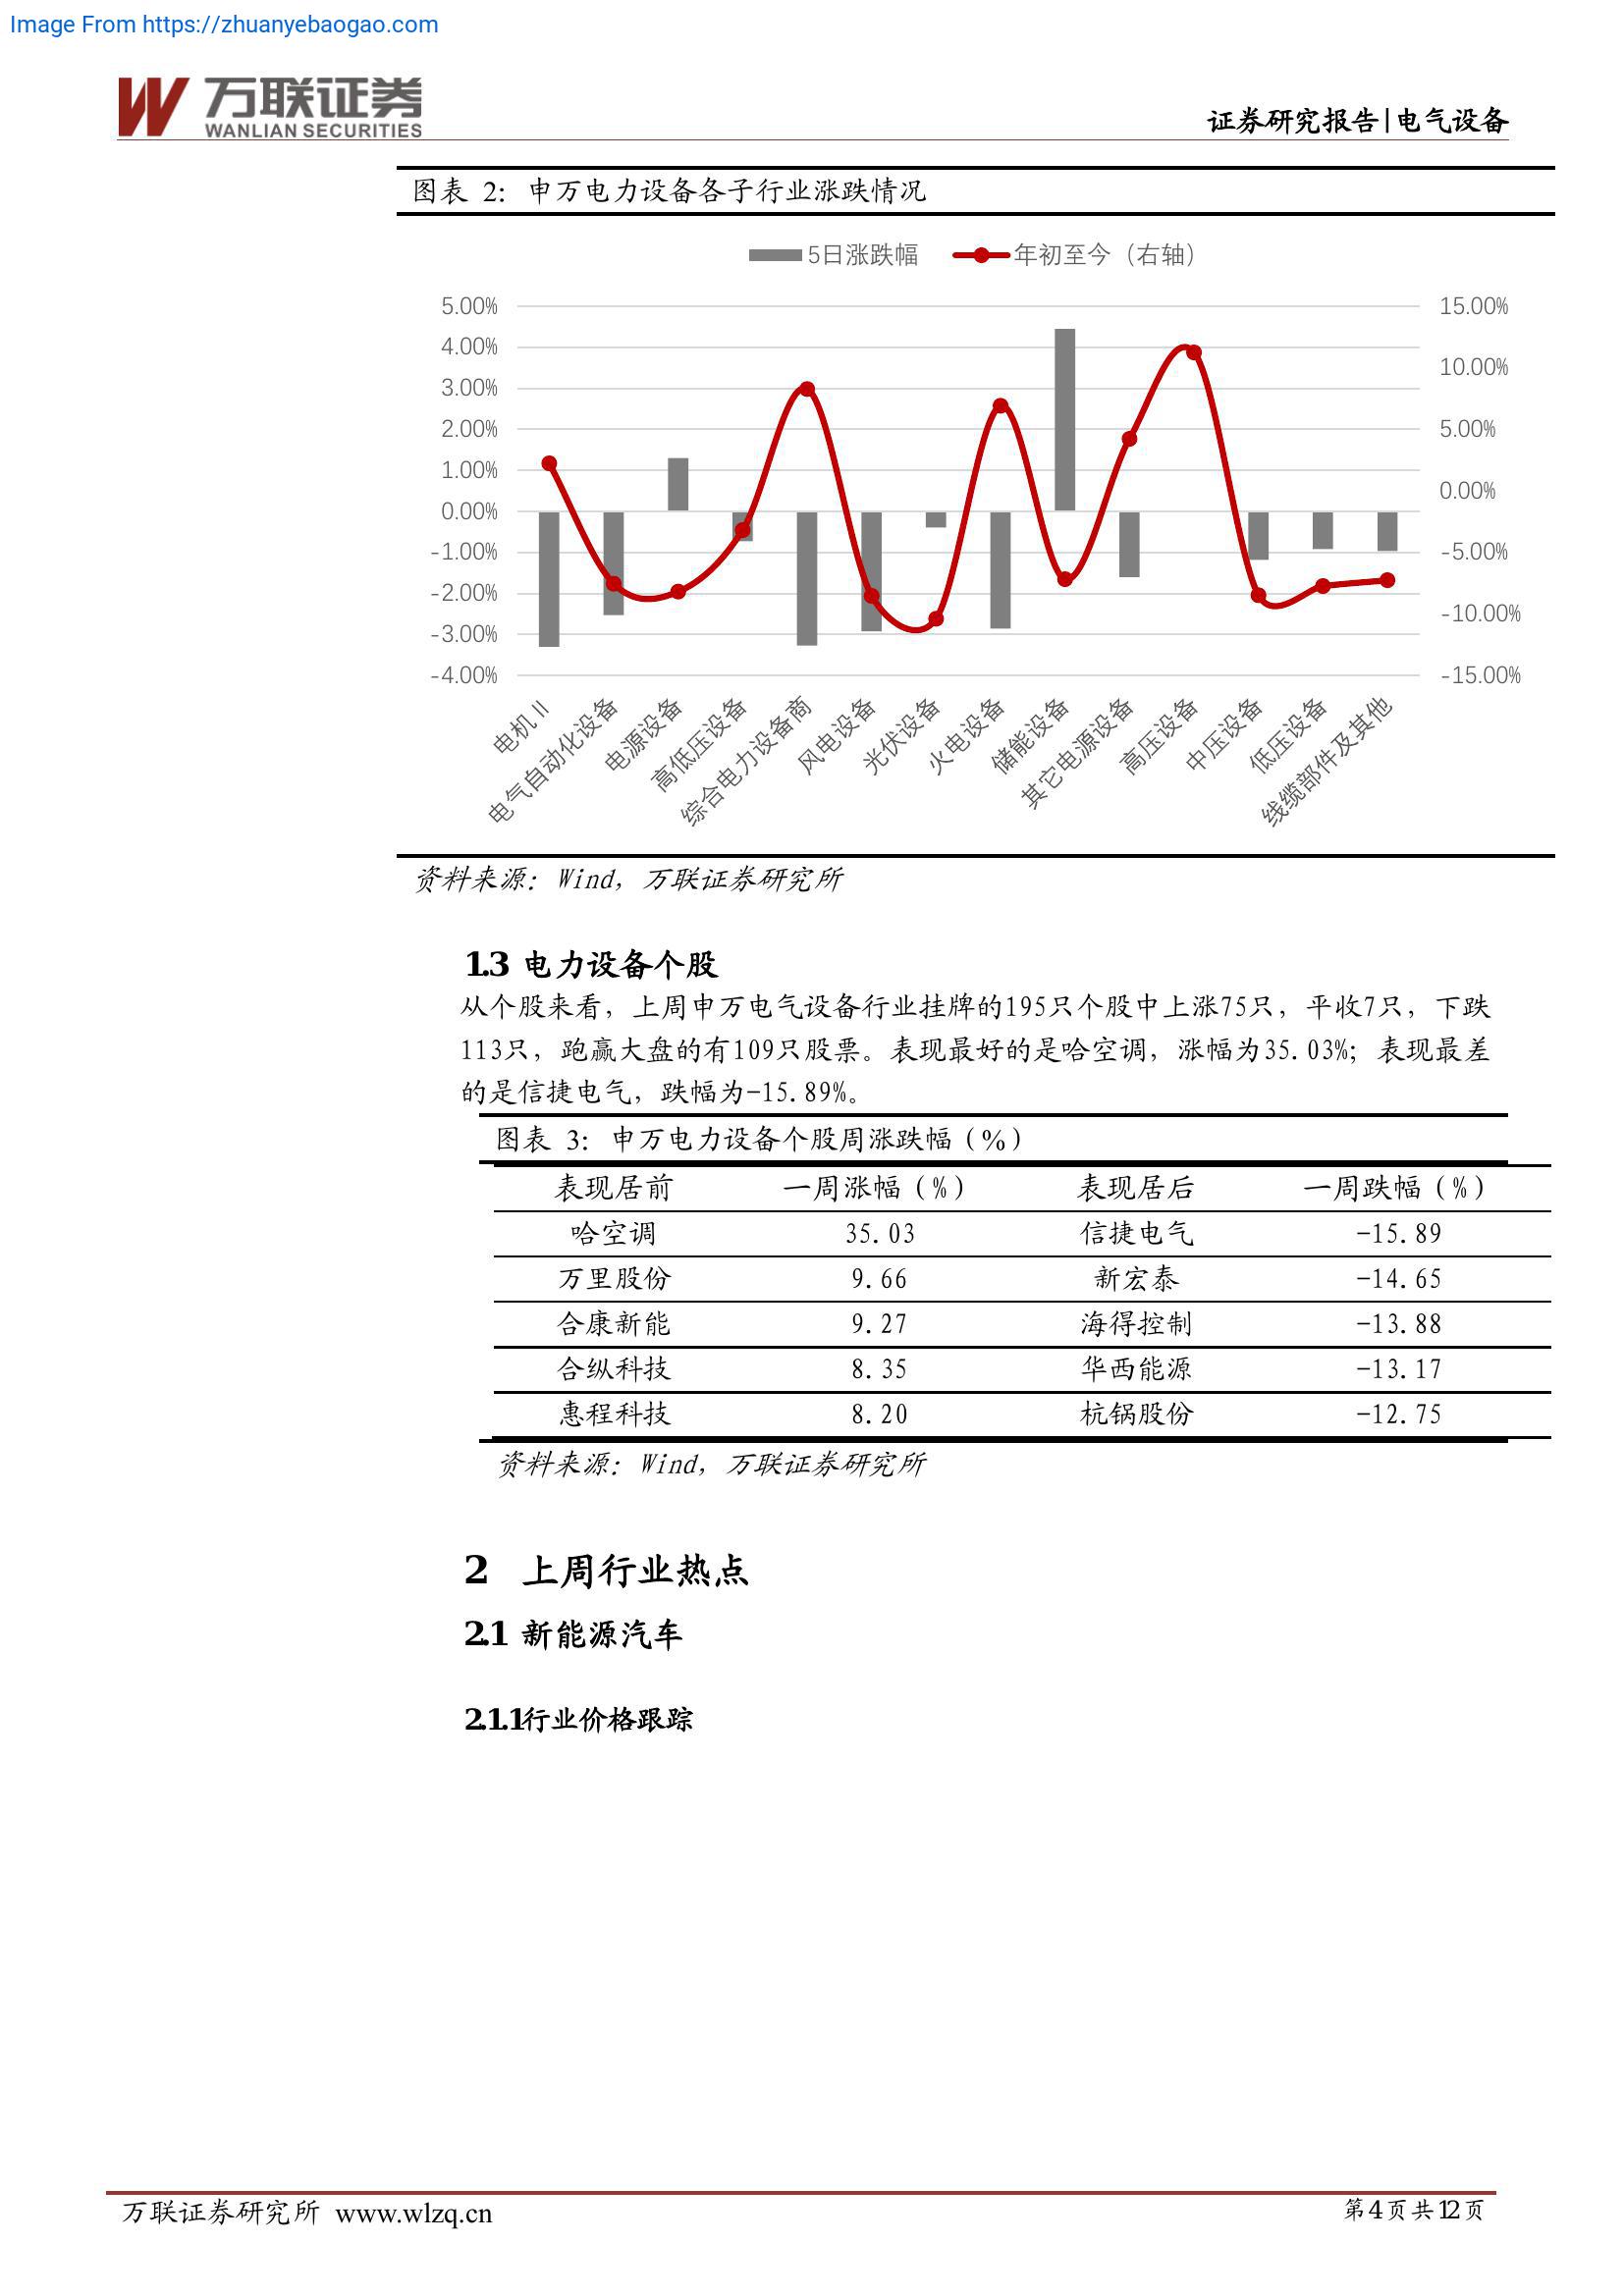 Image From https://zhuanyebaogao.com
万联证券
WANLIAN SECURITIES
证券研究报告|电气设备
图表 2: 申万电力设备各子行业涨跌情况
5日涨跌幅 年初至今（右轴）
5.00% 15.00%
4.00%
10.00%
3.00%
2.00% 5.00%
1.00%
0.00%
0.00%
-1.00% -5.00%
-2.00%
-10.00%
-3.00%
-4.00% -15.00%
电机Ⅱ
电气自动化设备
电源设备
高低压设备
综合电力设备商
风电设备
光伏设备
火电设备
储能设备
其它电源设备
高压设备
中压设备
低压设备
线缆部件及其他
资料来源：Wind，万联证券研究所
1.3 电力设备个股
从个股来看，上周申万电气设备行业挂牌的195只个股中上涨75只，平收7只，下跌
113只，跑赢大盘的有109只股票。表现最好的是哈空调，涨幅为35.03%；表现最差
的是信捷电气，跌幅为-15.89%。
图表 3: 申万电力设备个股周涨跌幅（%）
表现居前 一周涨幅（%） 表现居后 一周跌幅（%）
哈空调 35.03 信捷电气 -15.89
万里股份 9.66 新宏泰 -14.65
合康新能 9.27 海得控制 -13.88
合纵科技 8.35 华西能源 -13.17
惠程科技 8.20 杭锅股份 -12.75
资料来源：Wind，万联证券研究所
2 上周行业热点
2.1 新能源汽车
2.1.1行业价格跟踪
万联证券研究所 www.wlzq.cn 第4页共12页